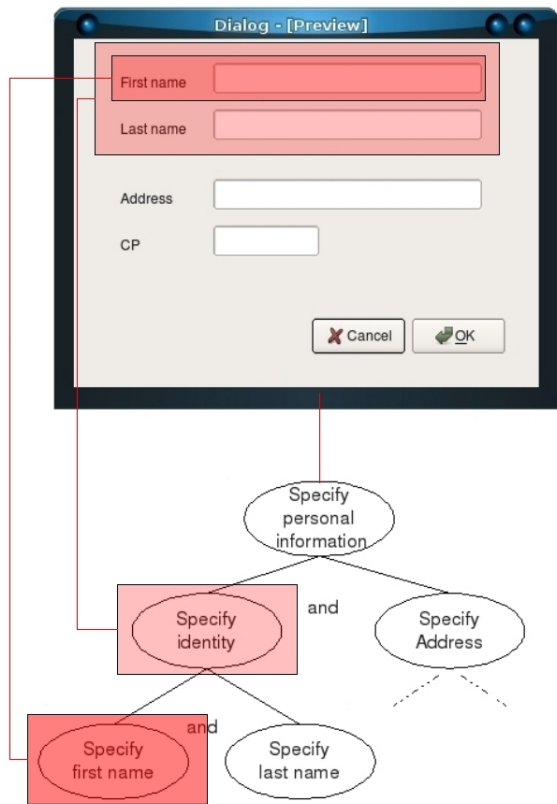 Dialog - [Preview]
First name
Last name
Address
CP
Cancel
OK
Specify
personal
information
and
Specify
identity
Specify
Address
and
Specify
first name
Specify
last name